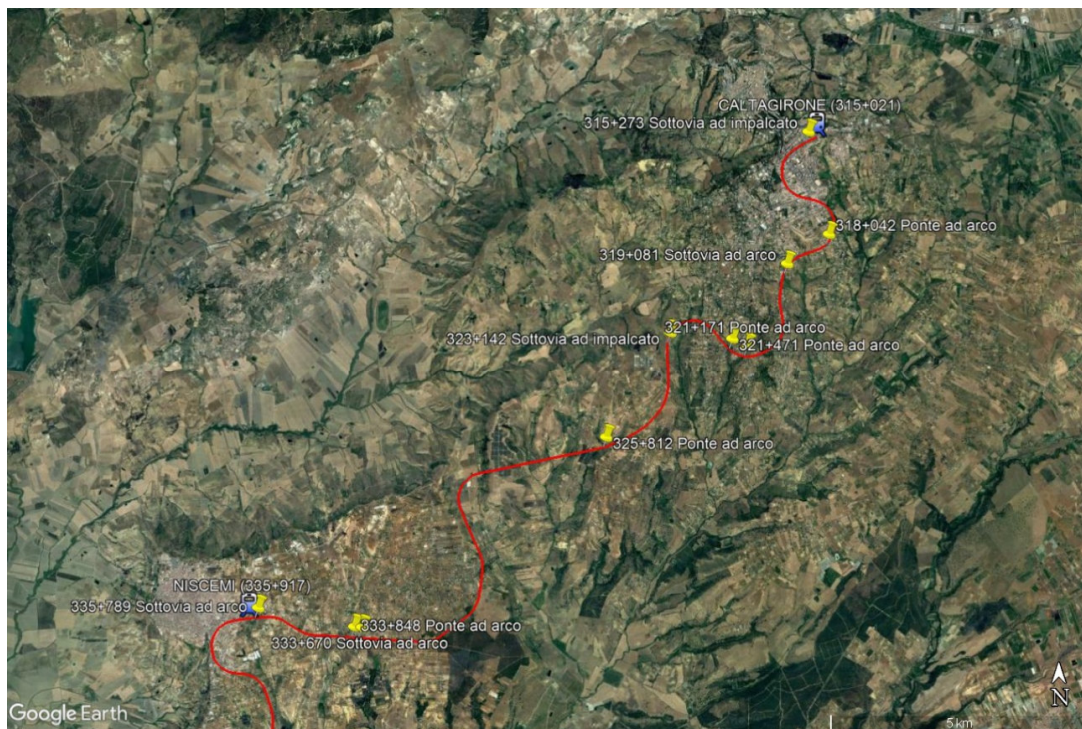 CALTAGIRONE (315+021)
315+273 Sottovia ad impalcato
318+042 Ponte ad arco
319+081 Sottovia ad arco
321+171 Ponte ad arco
323+142 Sottovia ad impalcato
321+471 Ponte ad arco
325+812 Ponte ad arco
NISCEMI (335+917)
335+789 Sottovia ad arco
333+848 Ponte ad arco
333+670 Sottovia ad arco
N
Google Earth
5 km